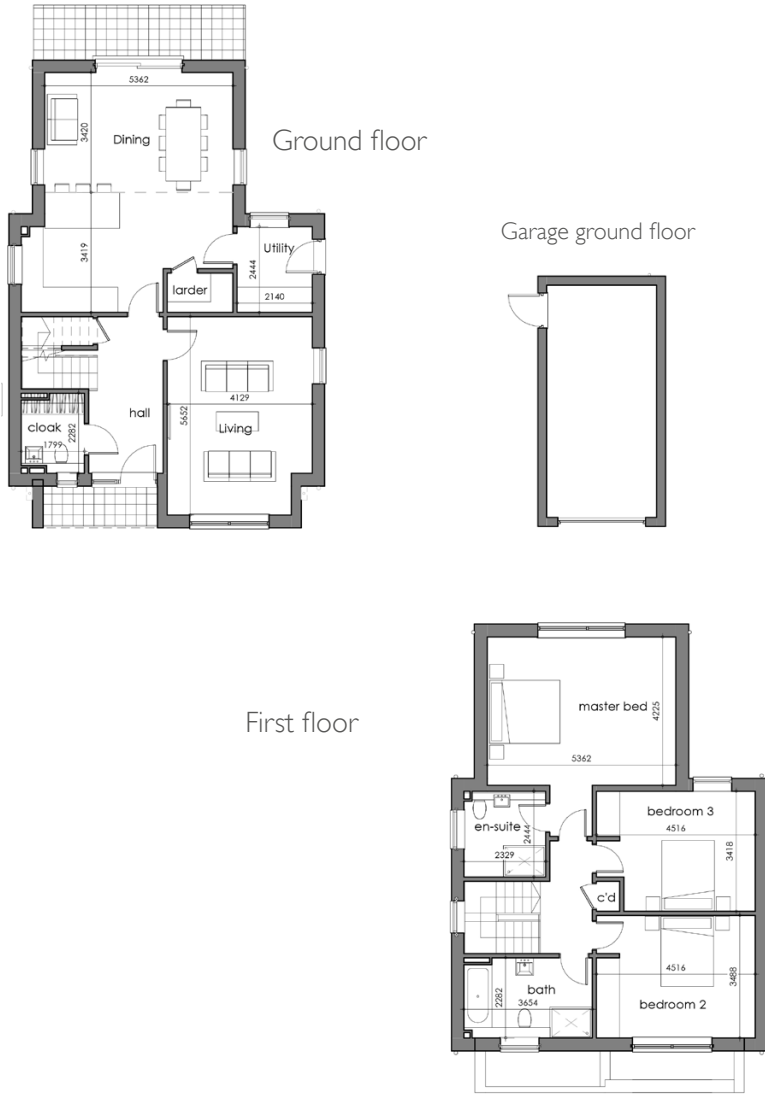 5362
Dining
3420
Ground floor
3419
Utility
2444
2140
larder
Garage ground floor
hall
cloak
2282
1799
4129
5652
Living
First floor
master bed
4225
5362
en-suite
2444
2329
bedroom 3
4516
3418
c'd
4516
3488
bedroom 2
bath
3654
2282